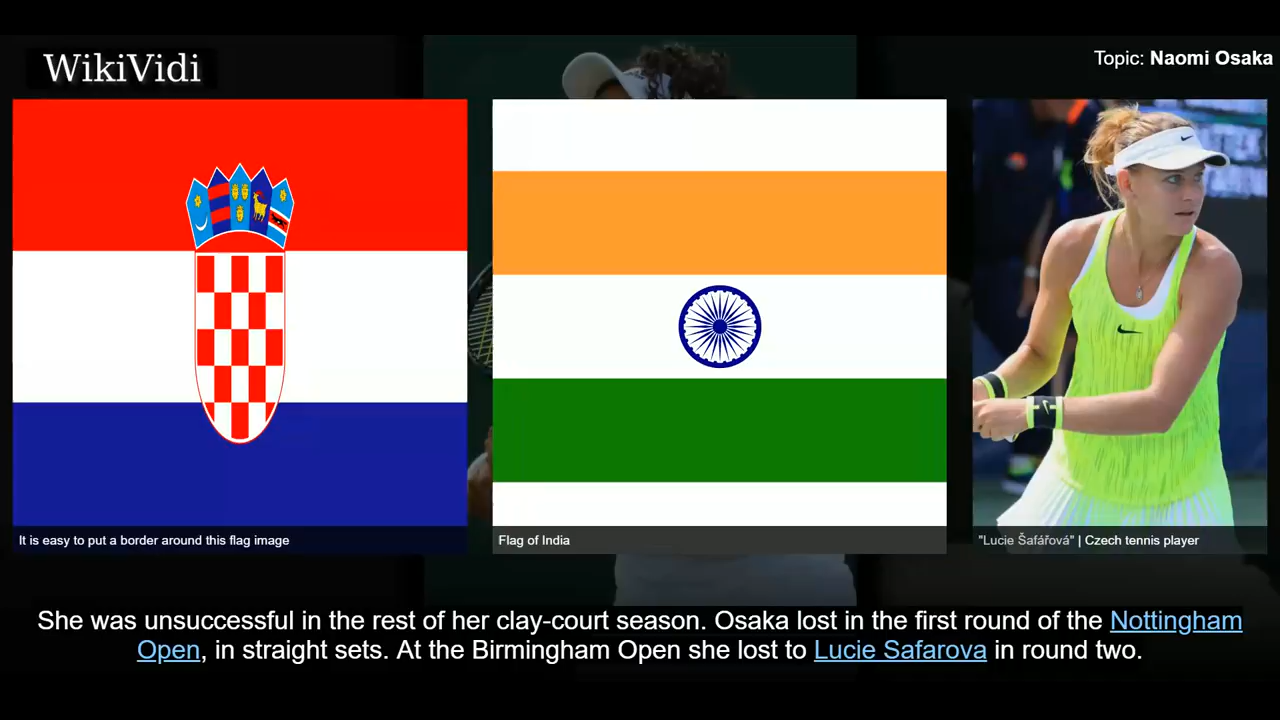 WikiVidi
Topic: Naomi Osaka
It is easy to put a border around this flag image
Flag of India
"Lucie Šafářová" | Czech tennis player
She was unsuccessful in the rest of her clay-court season. Osaka lost in the first round of the Nottingham
Open, in straight sets. At the Birmingham Open she lost to Lucie Safarova in round two.